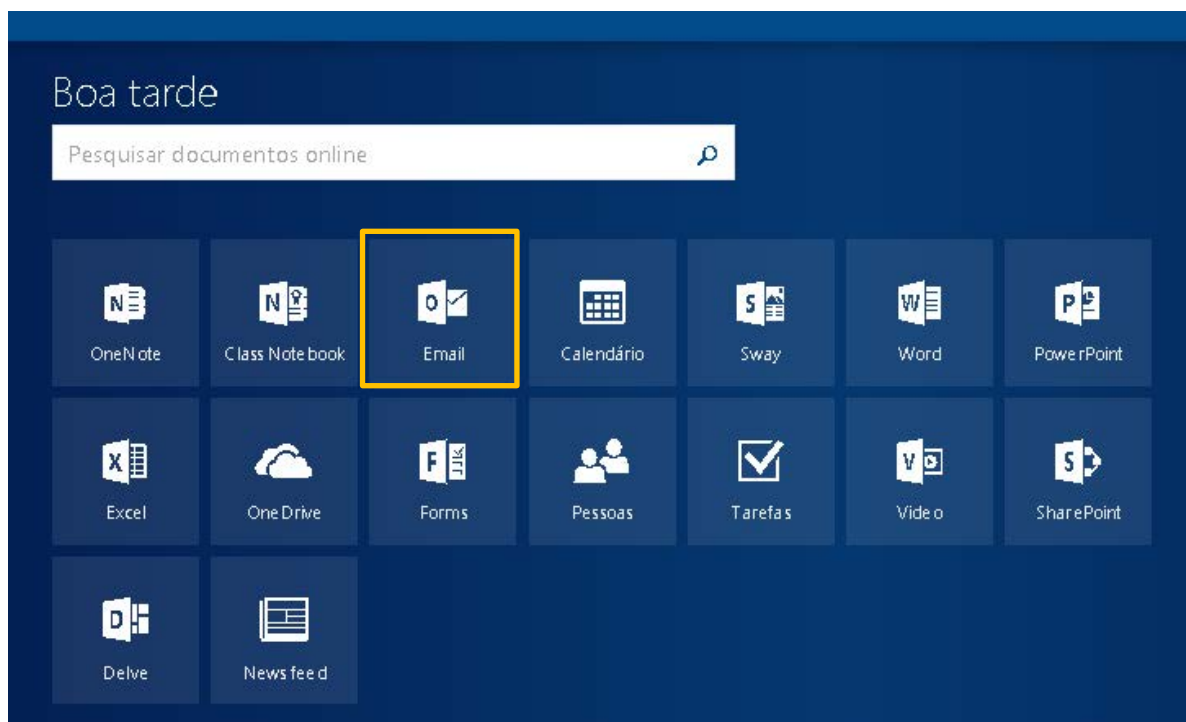 Boa tarde
Pesquisar documentos online
OneNote Class Notebook Email Calendário Sway Word PowerPoint
Excel OneDrive Forms Pessoas Tarefas Video SharePoint
Delve Newsfeed